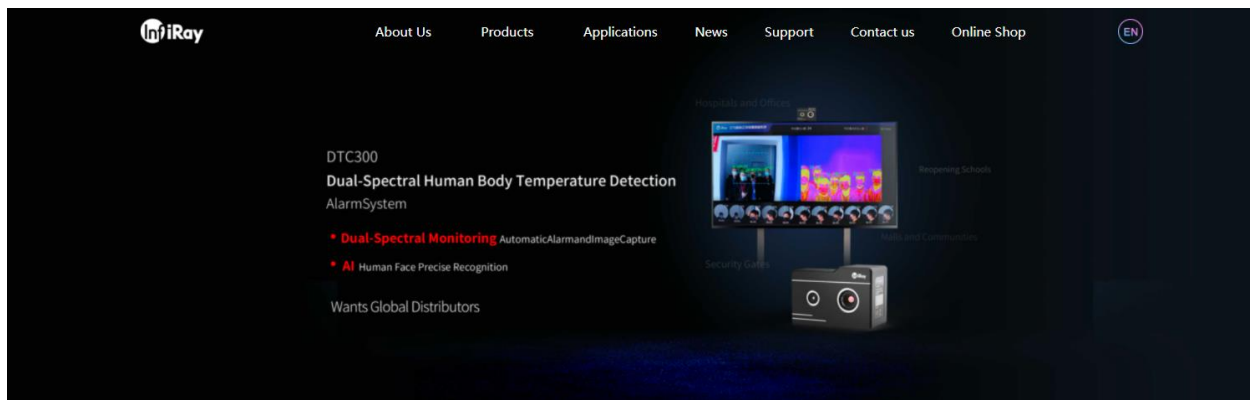 InfiRay
About Us
Products
Applications
News
Support
Contact us
Online Shop
EN
Hospitals and Offices
DTC300
Dual-Spectral Human Body Temperature Detection
AlarmSystem
Reopening Schools
* Dual-Spectral Monitoring AutomaticAlarmandImageCapture
Malls and Communities
* AI Human Face Precise Recognition
Security Gates
Wants Global Distributors